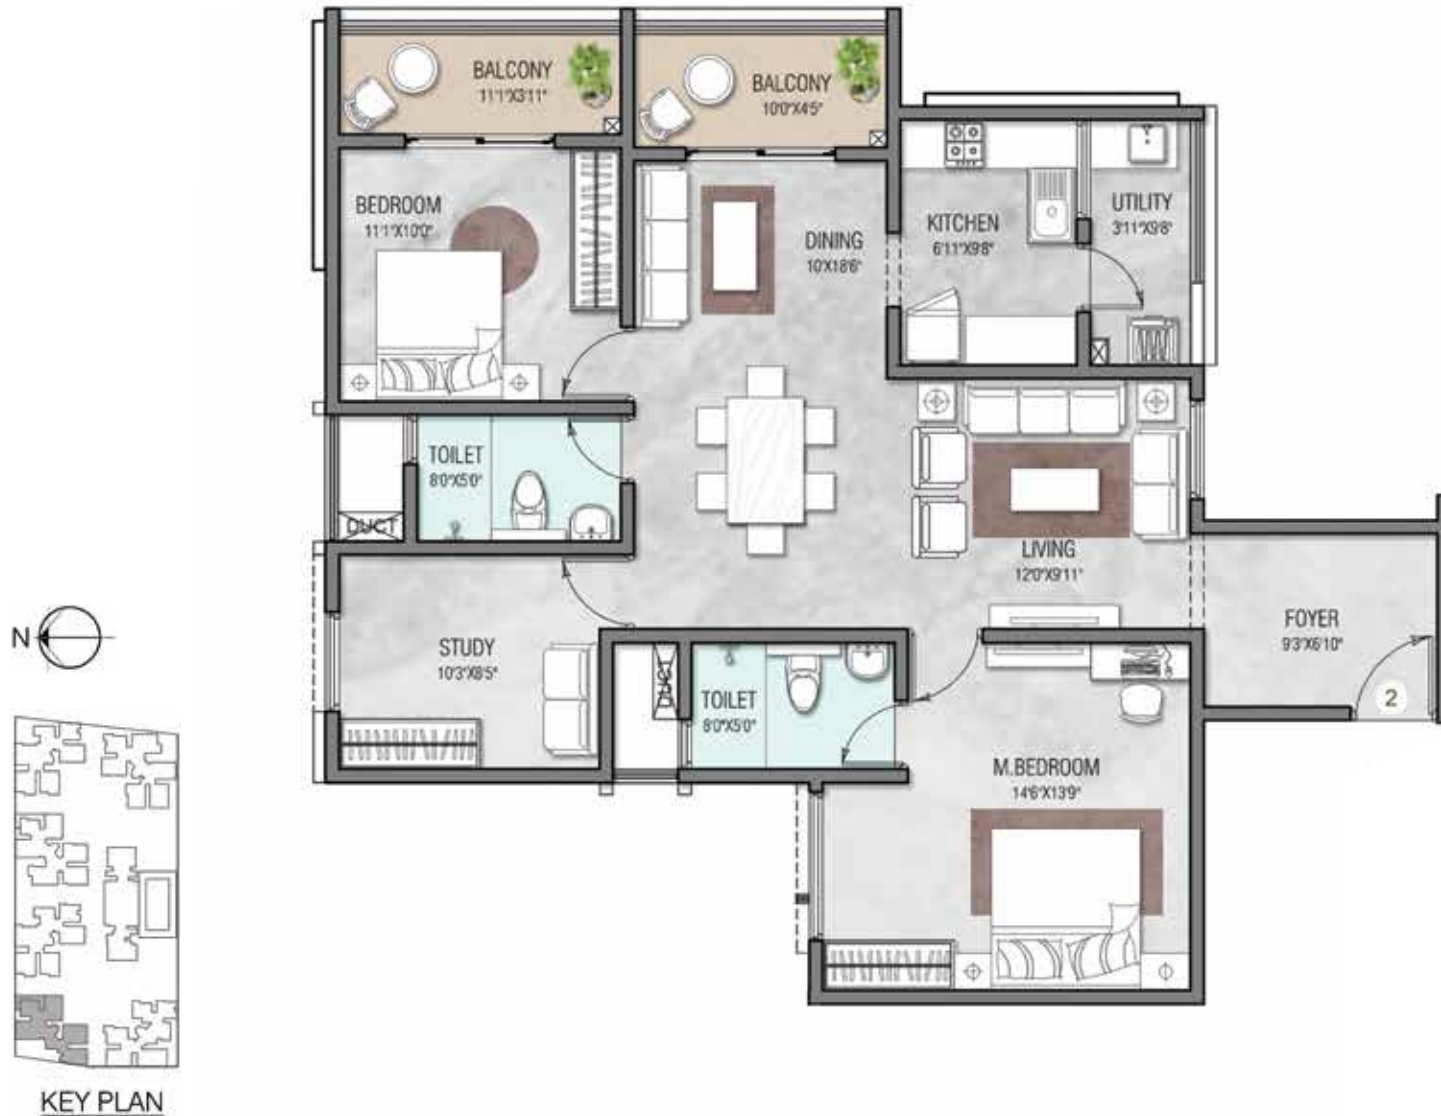 BALCONY
11'1"X3'11"
BALCONY
10'0"X4'5"
BEDROOM
11'1"X10'0"
DINING
10'X18'6"
KITCHEN
6'11"X9'8"
UTILITY
3'11"X9'8"
TOILET
8'0"X5'0"
DUCT
LIVING
12'0"X9'11"
FOYER
9'3"X6'10"
2
STUDY
10'3"X8'5"
DUCT
TOILET
8'0"X5'0"
M.BEDROOM
14'6"X13'9"
N
KEY PLAN